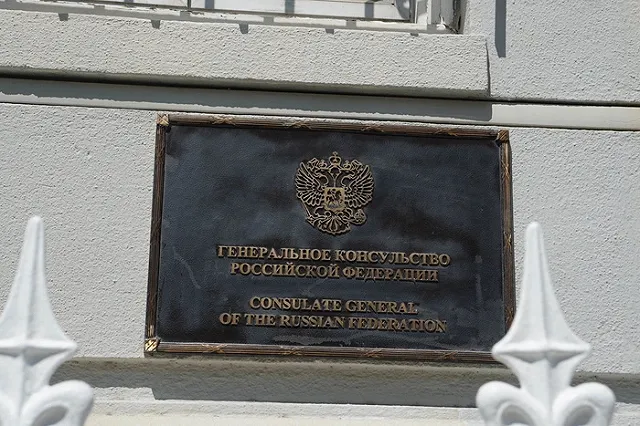 ГЕНЕРАЛЬНОЕ КОНСУЛЬСТВО
РОССИЙСКОЙ ФЕДЕРАЦИИ
CONSULATE GENERAL
OF THE RUSSIAN FEDERATION